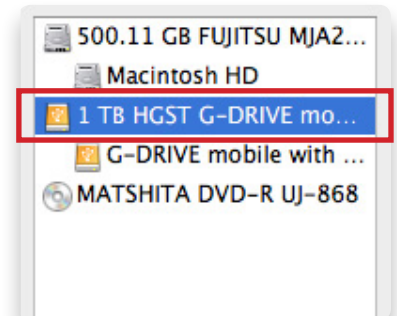 500.11 GB FUJITSU MJA2...
Macintosh HD
1 TB HGST G-DRIVE mo...
G-DRIVE mobile with ...
MATSHITA DVD-R UJ-868